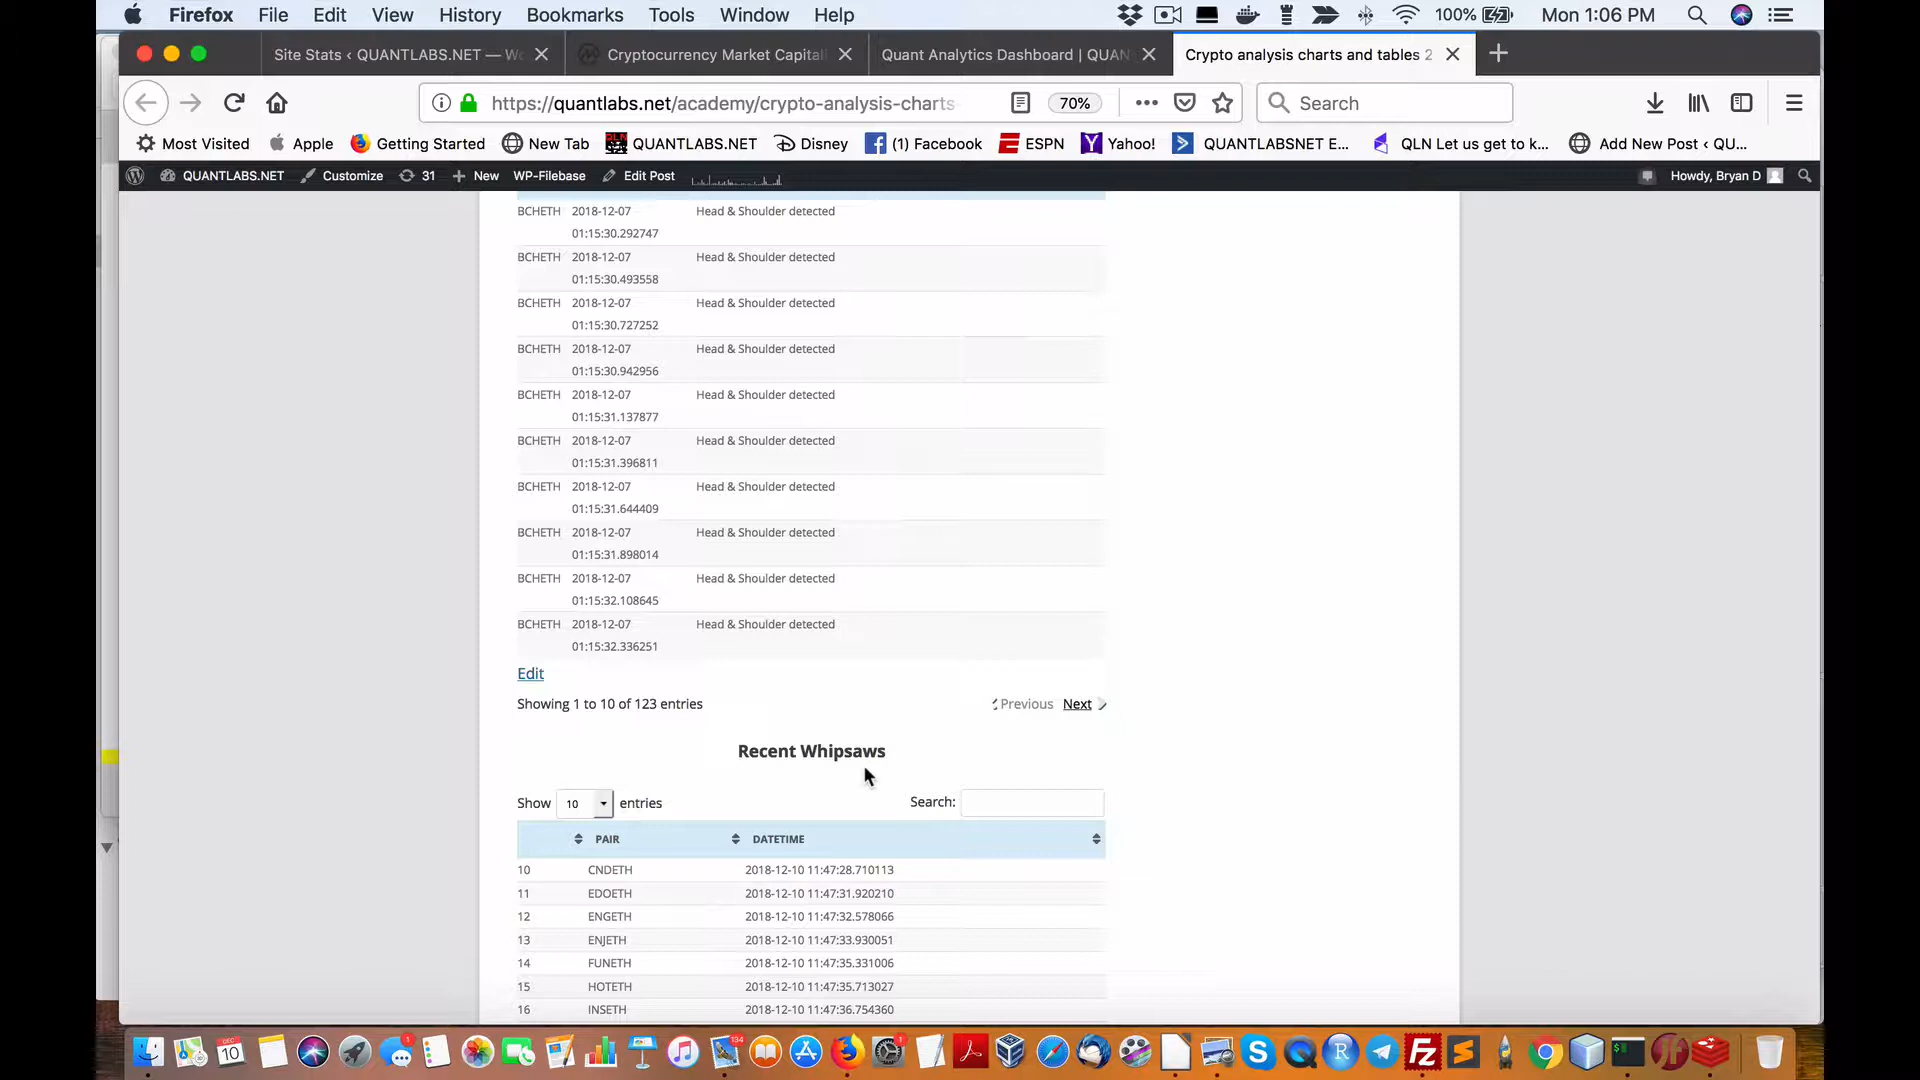 Firefox File Edit View History Bookmarks Tools Window Help 100% Mon 1:06 PM
Site Stats ‹ QUANTLABS.NET — Wo Cryptocurrency Market Capitali Quant Analytics Dashboard | QUAN Crypto analysis charts and tables 2
https://quantlabs.net/academy/crypto-analysis-charts 70% Search
Most Visited Apple Getting Started New Tab QUANTLABS.NET Disney (1) Facebook ESPN Yahoo! QUANTLABSNET E... QLN Let us get to k... Add New Post ‹ QU...
QUANTLABS.NET Customize 31 New WP-Filebase Edit Post Howdy, Bryan D
BCHETH 2018-12-07 Head & Shoulder detected
01:15:30.292747
BCHETH 2018-12-07 Head & Shoulder detected
01:15:30.493558
BCHETH 2018-12-07 Head & Shoulder detected
01:15:30.727252
BCHETH 2018-12-07 Head & Shoulder detected
01:15:30.942956
BCHETH 2018-12-07 Head & Shoulder detected
01:15:31.137877
BCHETH 2018-12-07 Head & Shoulder detected
01:15:31.396811
BCHETH 2018-12-07 Head & Shoulder detected
01:15:31.644409
BCHETH 2018-12-07 Head & Shoulder detected
01:15:31.898014
BCHETH 2018-12-07 Head & Shoulder detected
01:15:32.108645
BCHETH 2018-12-07 Head & Shoulder detected
01:15:32.336251
Edit
Showing 1 to 10 of 123 entries Previous Next
Recent Whipsaws
Show 10 entries Search:
PAIR DATETIME
10 CNDETH 2018-12-10 11:47:28.710113
11 EDOETH 2018-12-10 11:47:31.920210
12 ENGETH 2018-12-10 11:47:32.578066
13 ENJETH 2018-12-10 11:47:33.930051
14 FUNETH 2018-12-10 11:47:35.331006
15 HOTETH 2018-12-10 11:47:35.713027
16 INSETH 2018-12-10 11:47:36.754360